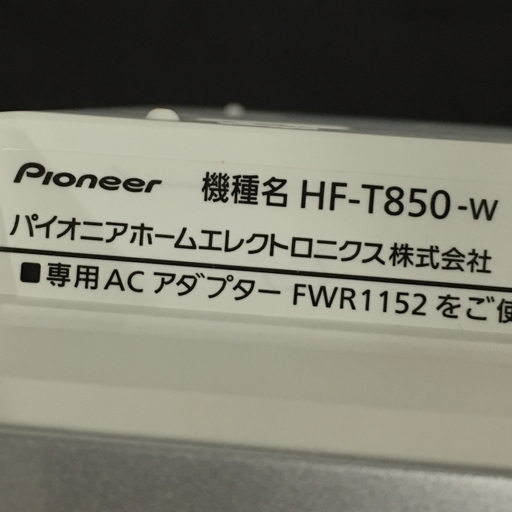 Pioneer 機種名 HF-T850-W
パイオニアホームエレクトロニクス株式会社
■専用ACアダプター FWR1152 をご使